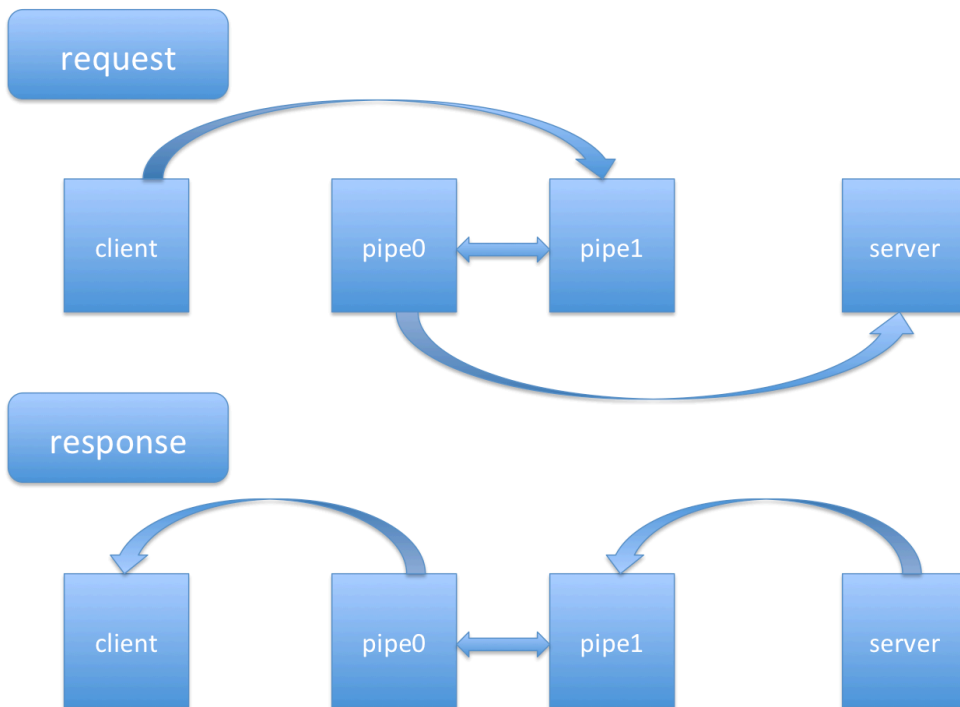 request
client
pipe0
pipe1
server
response
client
pipe0
pipe1
server